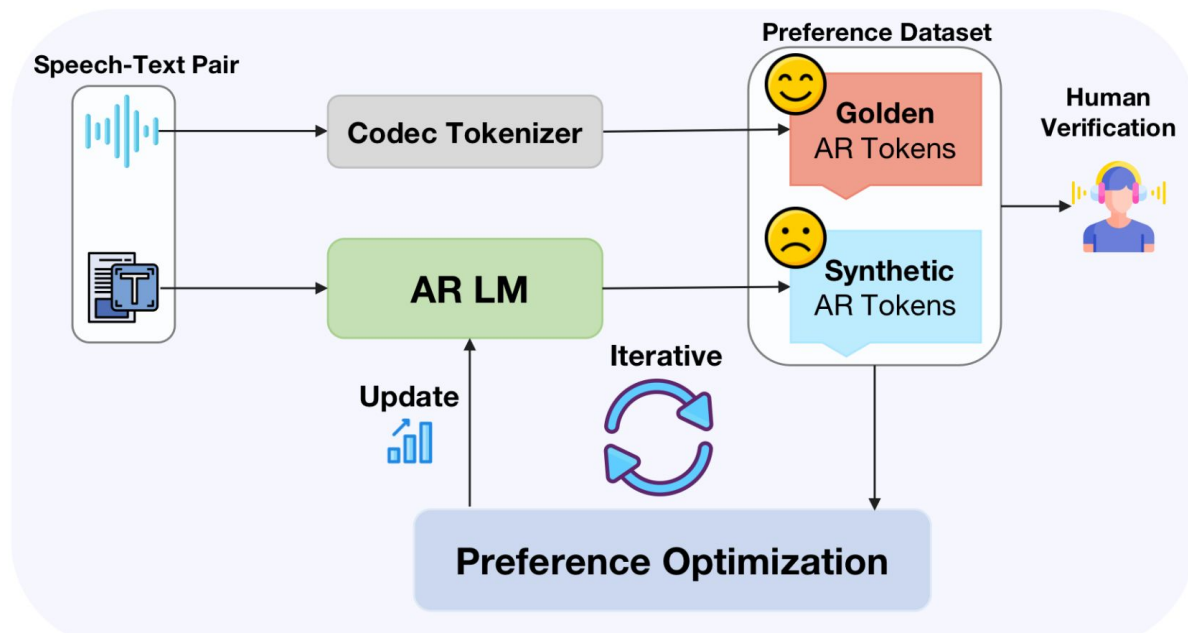 Speech-Text Pair
Codec Tokenizer
Preference Dataset
Golden
AR Tokens
Human
Verification
T
AR LM
Synthetic
AR Tokens
Update
Iterative
Preference Optimization